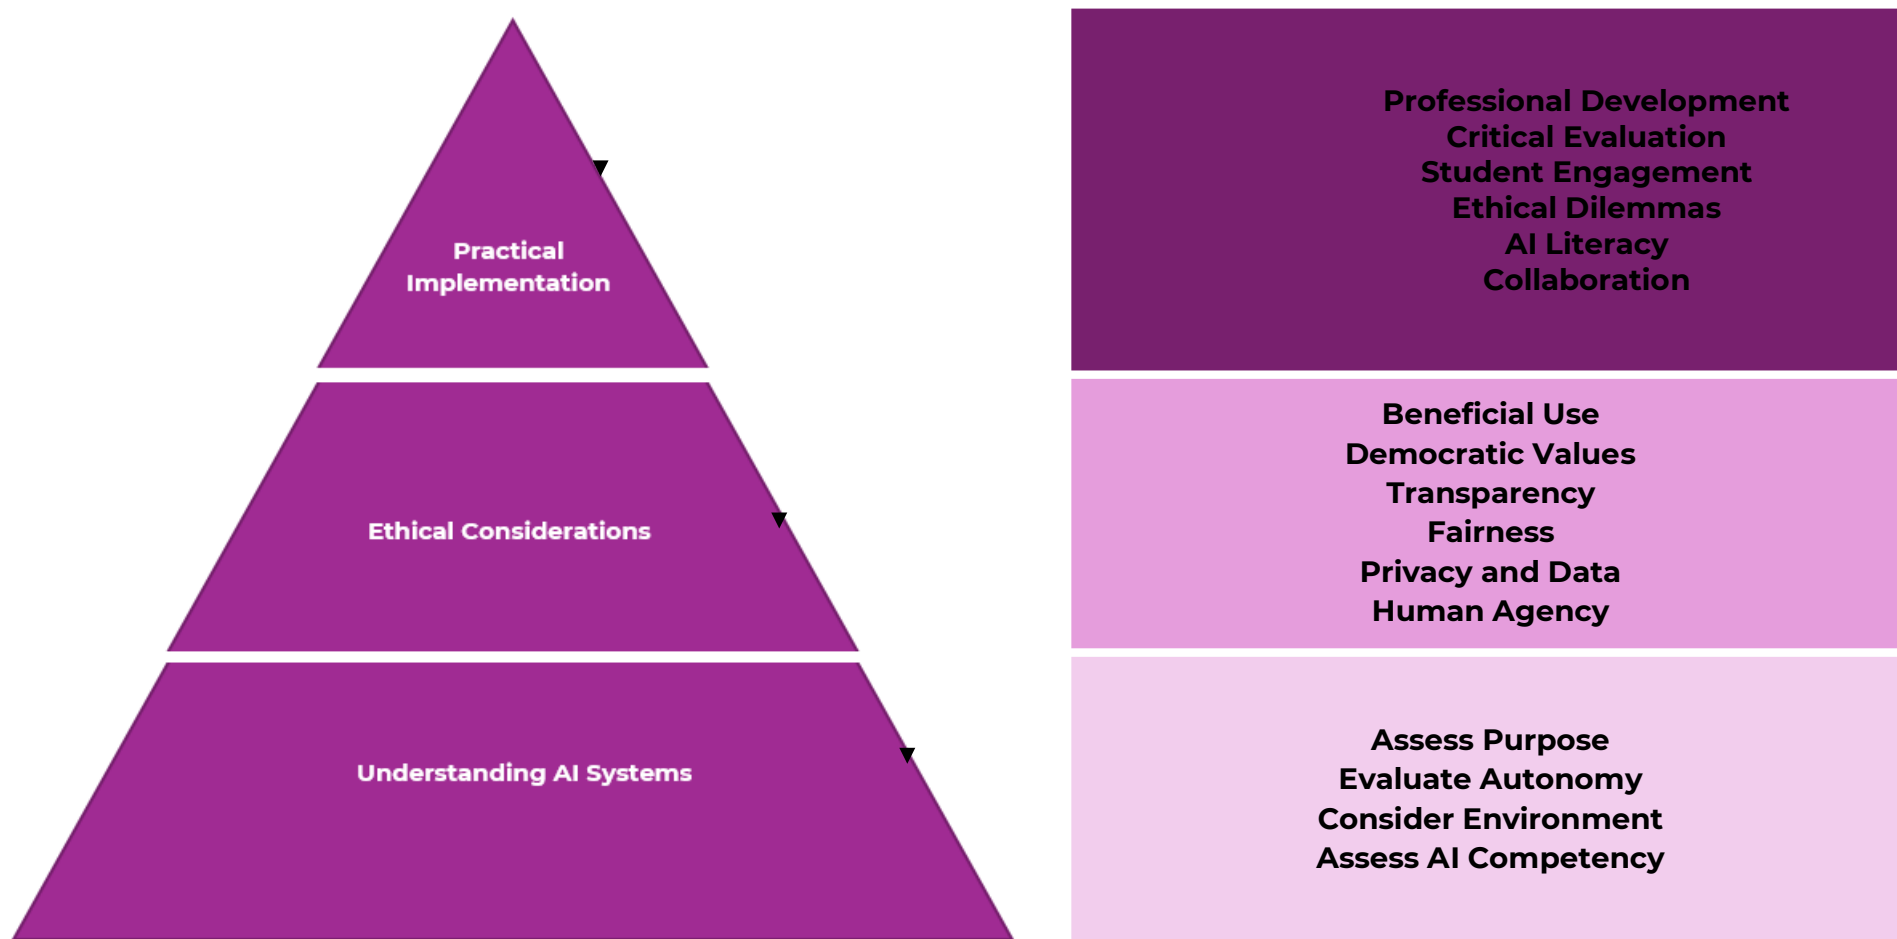 Practical
Implementation
Professional Development
Critical Evaluation
Student Engagement
Ethical Dilemmas
AI Literacy
Collaboration
Ethical Considerations
Beneficial Use
Democratic Values
Transparency
Fairness
Privacy and Data
Human Agency
Understanding AI Systems
Assess Purpose
Evaluate Autonomy
Consider Environment
Assess AI Competency